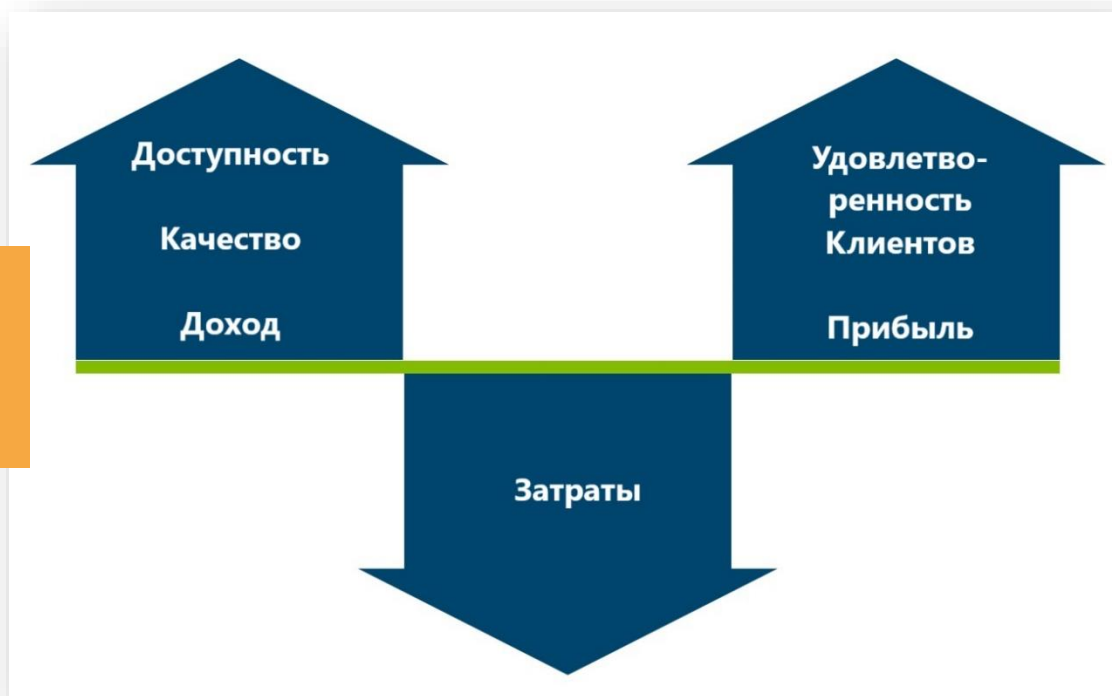 Доступность
Качество
Доход
Удовлетво-
ренность
Клиентов
Прибыль
Затраты